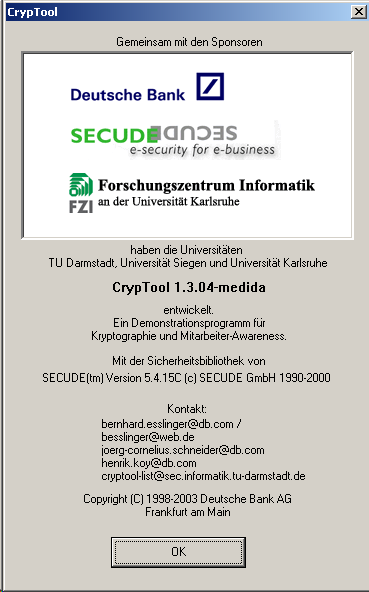 CrypTool
Gemeinsam mit den Sponsoren
Deutsche Bank
SECUDE SECUDE
e-security for e-business
Forschungszentrum Informatik
FZI an der Universität Karlsruhe
haben die Universitäten
TU Darmstadt, Universität Siegen und Universität Karlsruhe
CrypTool 1.3.04-medida
entwickelt.
Ein Demonstrationsprogramm für
Kryptographie und Mitarbeiter-Awareness.
Mit der Sicherheitsbibliothek von
SECUDE(tm) Version 5.4.15C (c) SECUDE GmbH 1990-2000
Kontakt:
bernhard.esslinger@db.com /
besslinger@web.de
joerg-cornelius.schneider@db.com
henrik.koy@db.com
cryptool-list@sec.informatik.tu-darmstadt.de
Copyright (C) 1998-2003 Deutsche Bank AG
Frankfurt am Main
OK